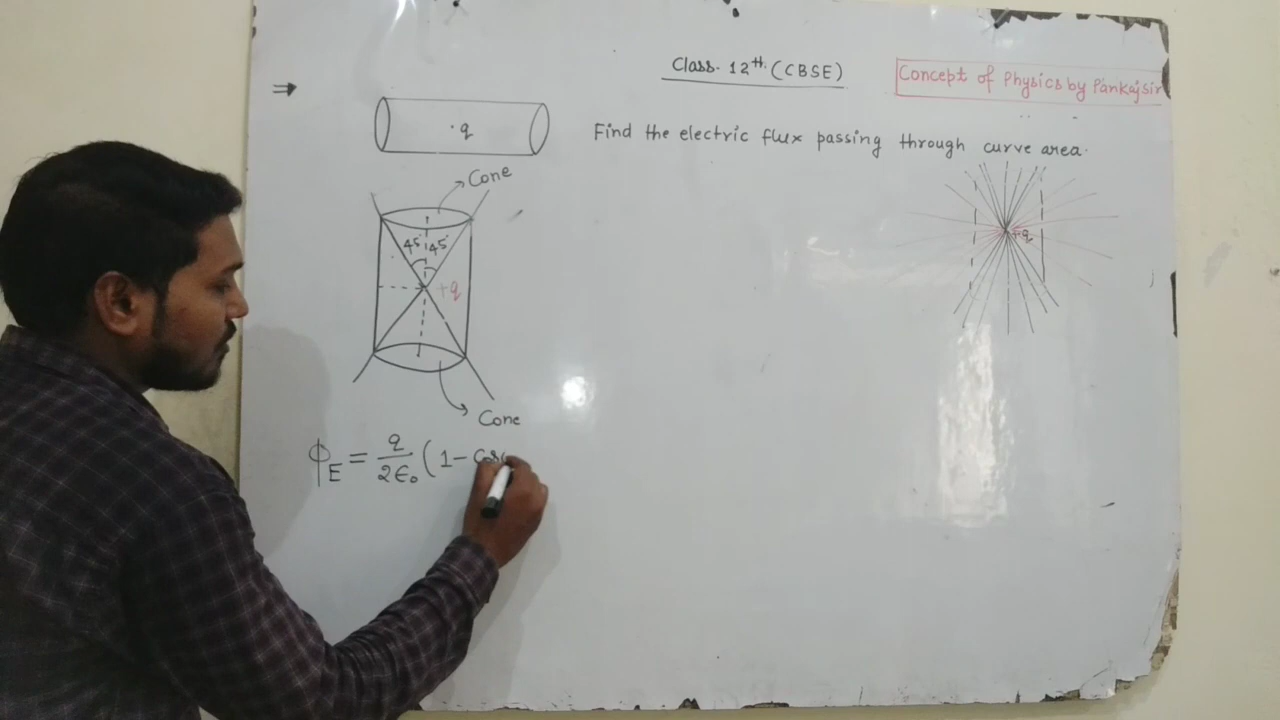 Class. 12th. (CBSE)
Concept of Physics by Pankaj Sir
⇒
.q
Find the electric flux passing through curve area.
Cone
45° 45°
+q
+q
Cone
ϕE = q/2ϵ₀ (1 - Cos